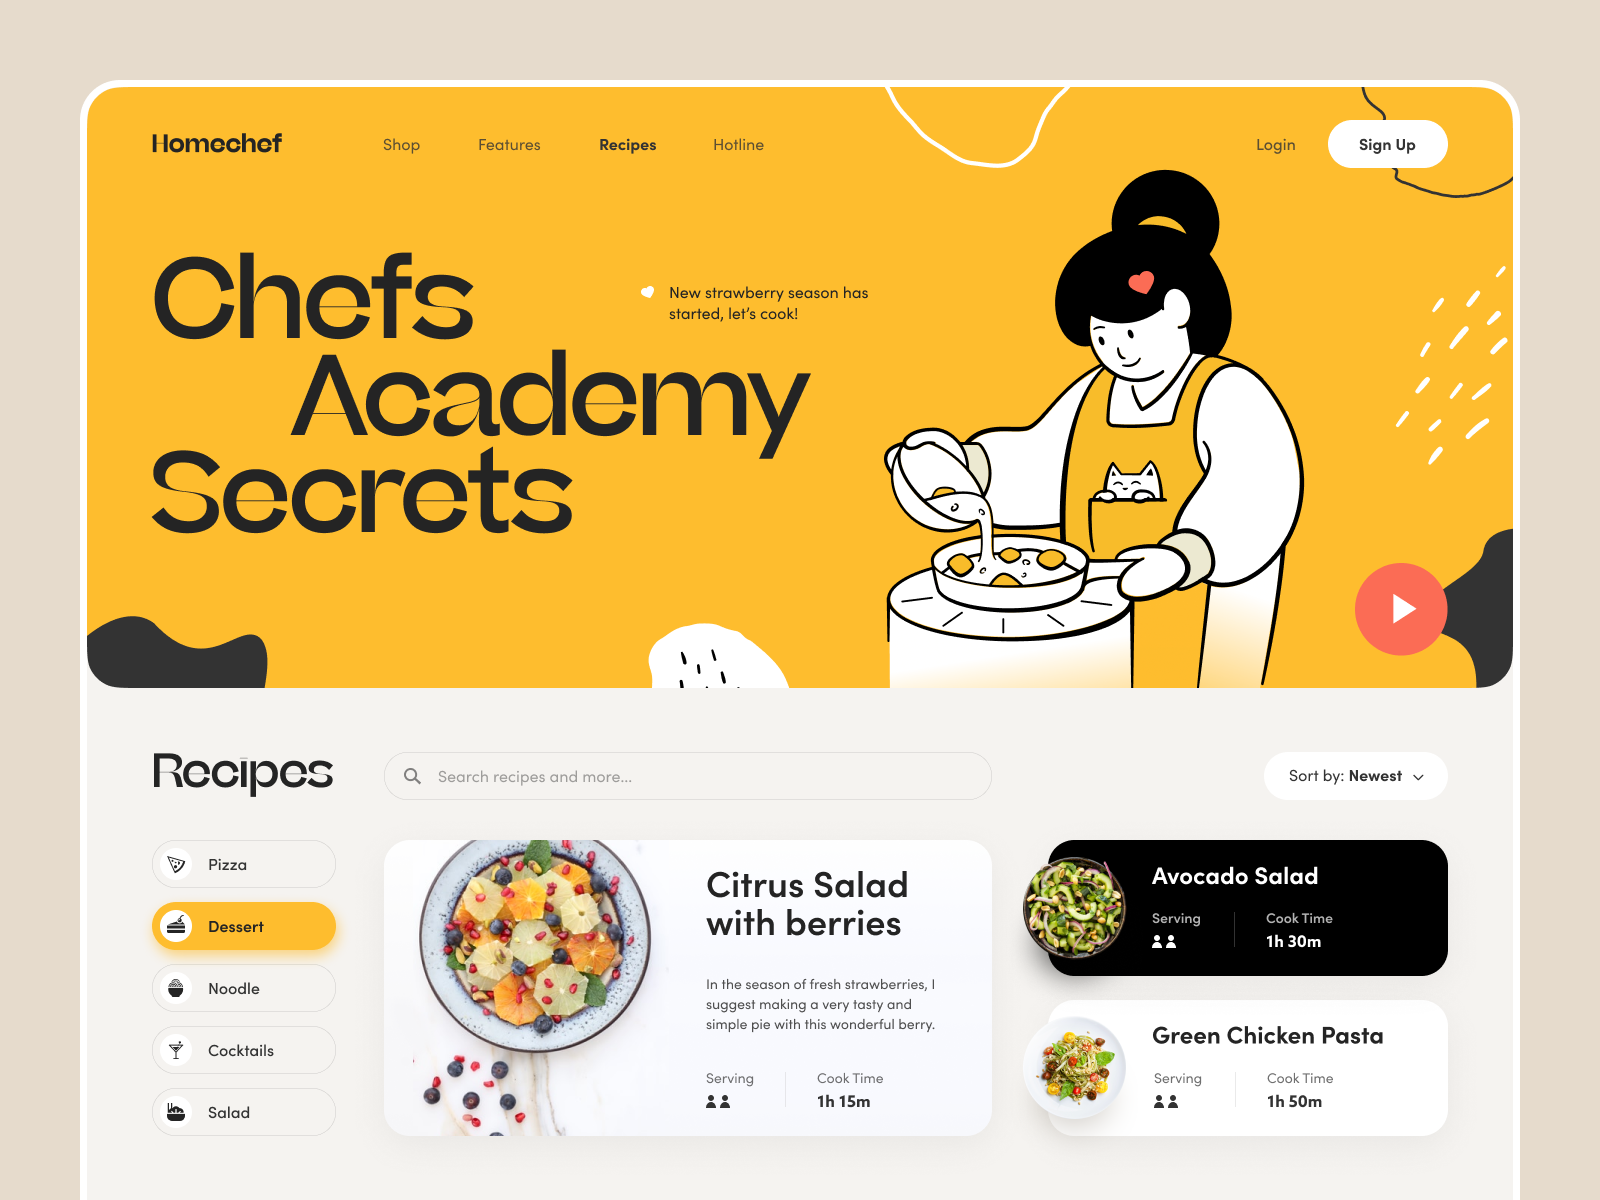 Homechef
Shop
Features
Recipes
Hotline
Login
Sign Up
Chefs
Academy
Secrets
New strawberry season has
started, let's cook!
Recipes
Search recipes and more...
Sort by: Newest
Pizza
Dessert
Noodle
Cocktails
Salad
Citrus Salad
with berries
In the season of fresh strawberries, I
suggest making a very tasty and
simple pie with this wonderful berry.
Serving
Cook Time
1h 15m
Avocado Salad
Serving
Cook Time
1h 30m
Green Chicken Pasta
Serving
Cook Time
1h 50m